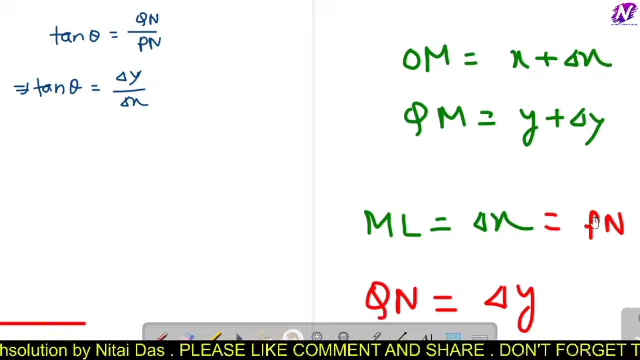 tanθ = QN/PN
⇒ tanθ = Δy/Δx
OM = x + Δx
QM = y + Δy
ML = Δx = PN
QN = Δy
hsolution by Nitai Das . PLEASE LIKE COMMENT AND SHARE . DON'T FORGET T